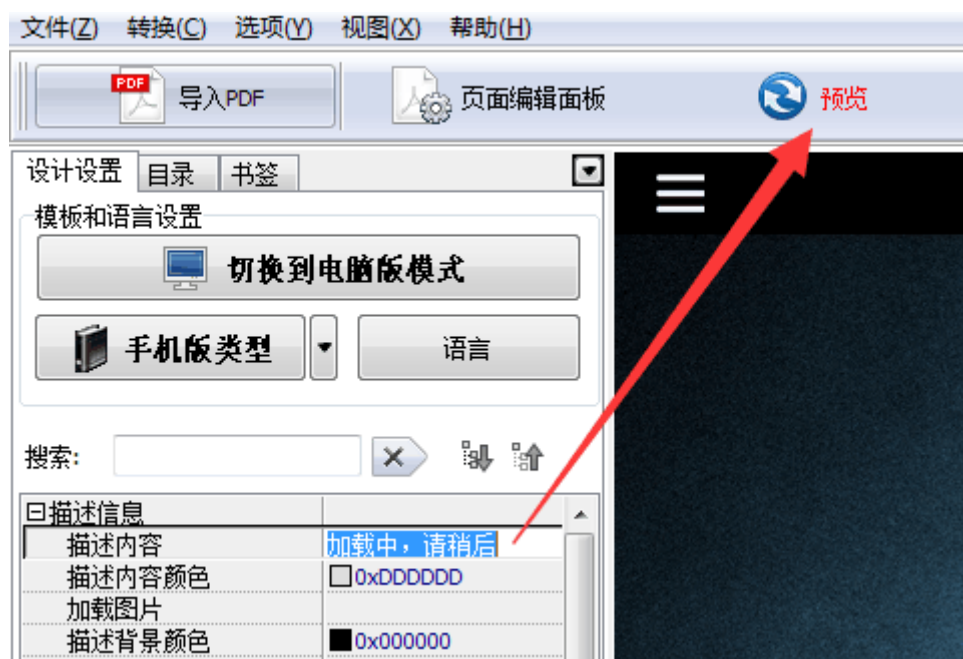 文件(Z) 转换(C) 选项(Y) 视图(X) 帮助(H)
PDF 导入PDF 页面编辑面板 预览
设计设置 目录 书签
模板和语言设置
切换到电脑版模式
手机版类型 语言
搜索:
描述信息
描述内容 加载中，请稍后
描述内容颜色 0xDDDDDD
加载图片
描述背景颜色 0x000000